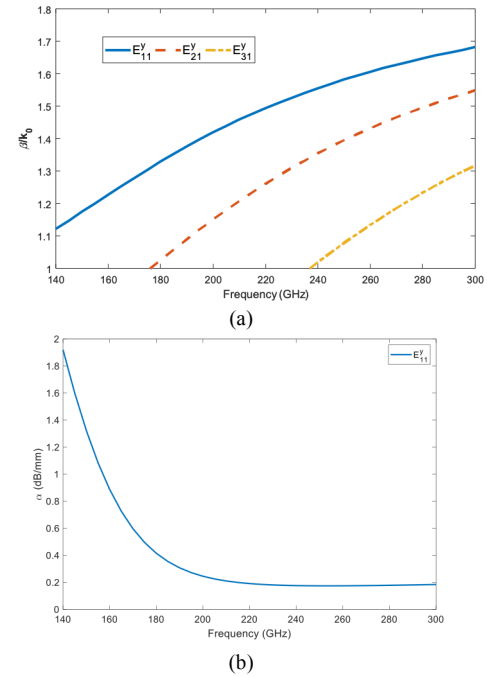 1.8
1.7
1.6
1.5
1.4
1.3
1.2
1.1
1
β/k₀
E₁₁ʸ E₂₁ʸ E₃₁ʸ
140 160 180 200 220 240 260 280 300
Frequency (GHz)
(a)
2
1.8
1.6
1.4
1.2
1
0.8
0.6
0.4
0.2
0
α (dB/mm)
E₁₁ʸ
140 160 180 200 220 240 260 280 300
Frequency (GHz)
(b)